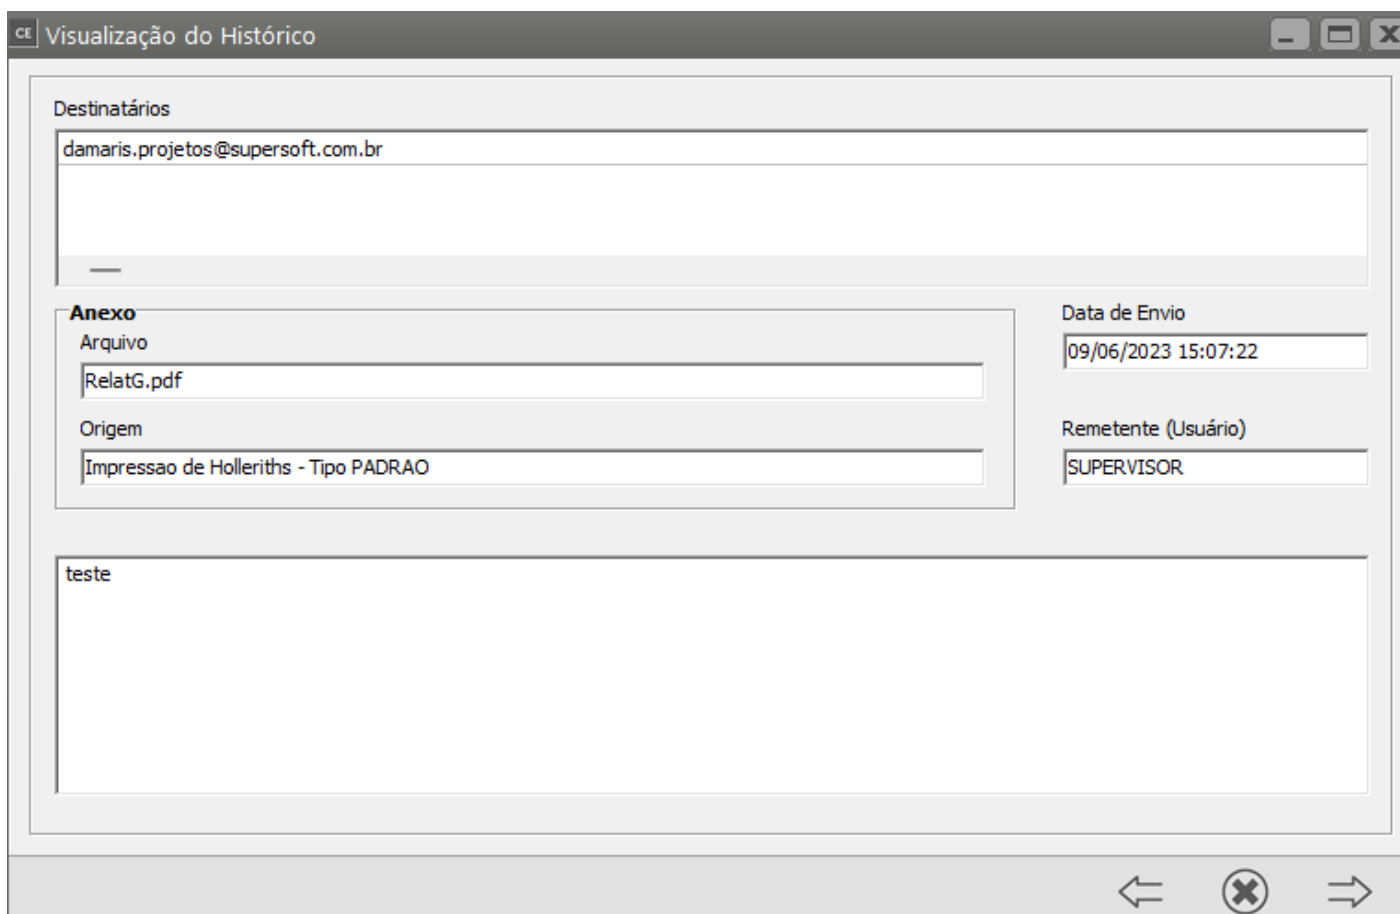 CE Visualização do Histórico
Destinatários
damaris.projetos@supersoft.com.br
Anexo
Arquivo
RelatG.pdf
Origem
Impressao de Holleriths - Tipo PADRAO
Data de Envio
09/06/2023 15:07:22
Remetente (Usuário)
SUPERVISOR
teste